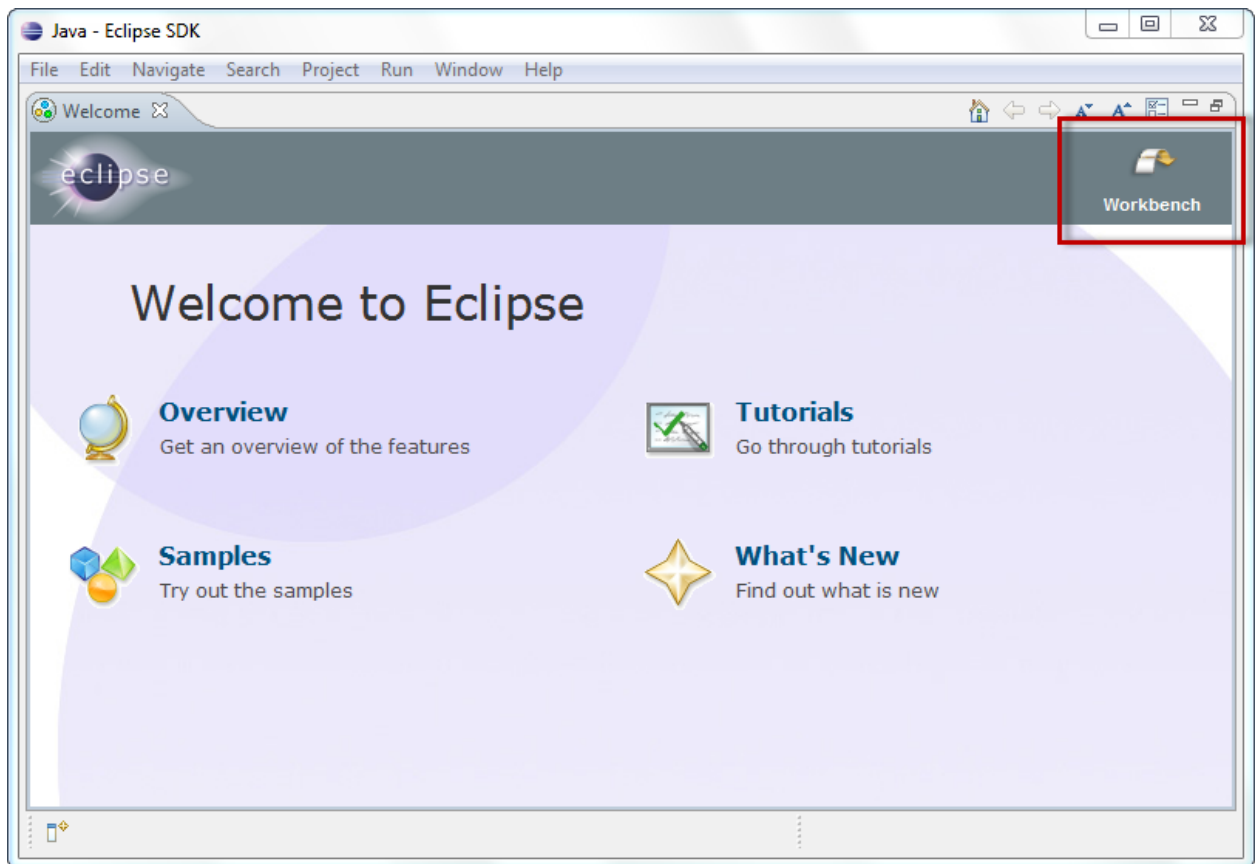 Java - Eclipse SDK
File Edit Navigate Search Project Run Window Help
Welcome
eclipse
Workbench
Welcome to Eclipse
Overview
Get an overview of the features
Tutorials
Go through tutorials
Samples
Try out the samples
What's New
Find out what is new